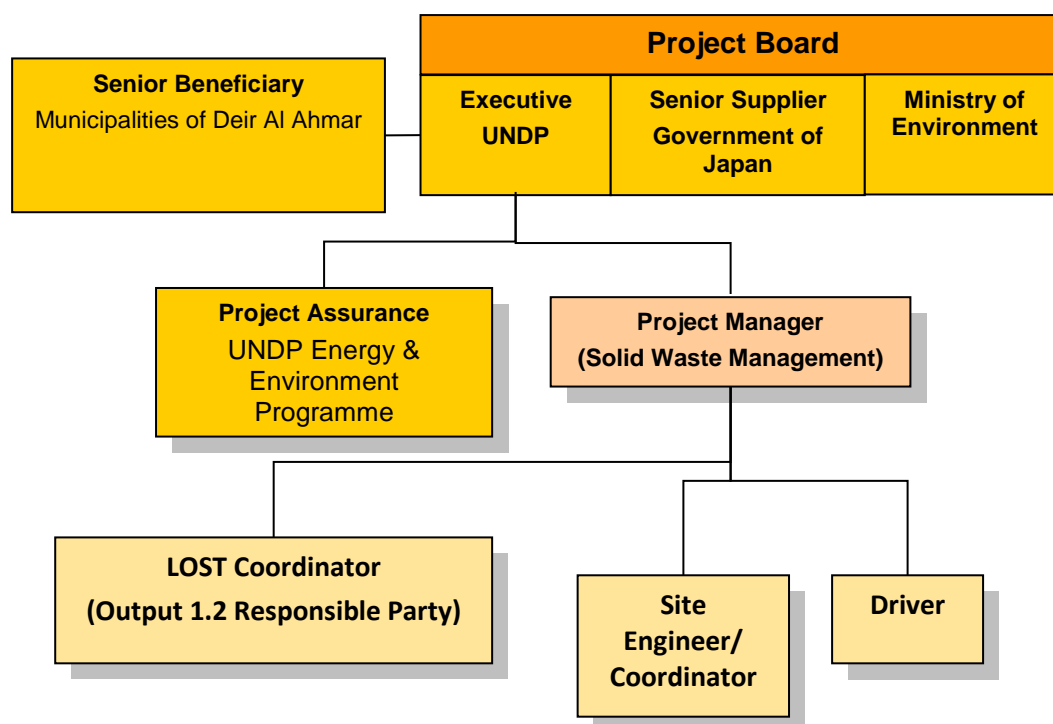 Project Board
Senior Beneficiary
Municipalities of Deir Al Ahmar
Executive
UNDP
Senior Supplier
Government of
Japan
Ministry of
Environment
Project Assurance
UNDP Energy &
Environment
Programme
Project Manager
(Solid Waste Management)
LOST Coordinator
(Output 1.2 Responsible Party)
Site
Engineer/
Coordinator
Driver